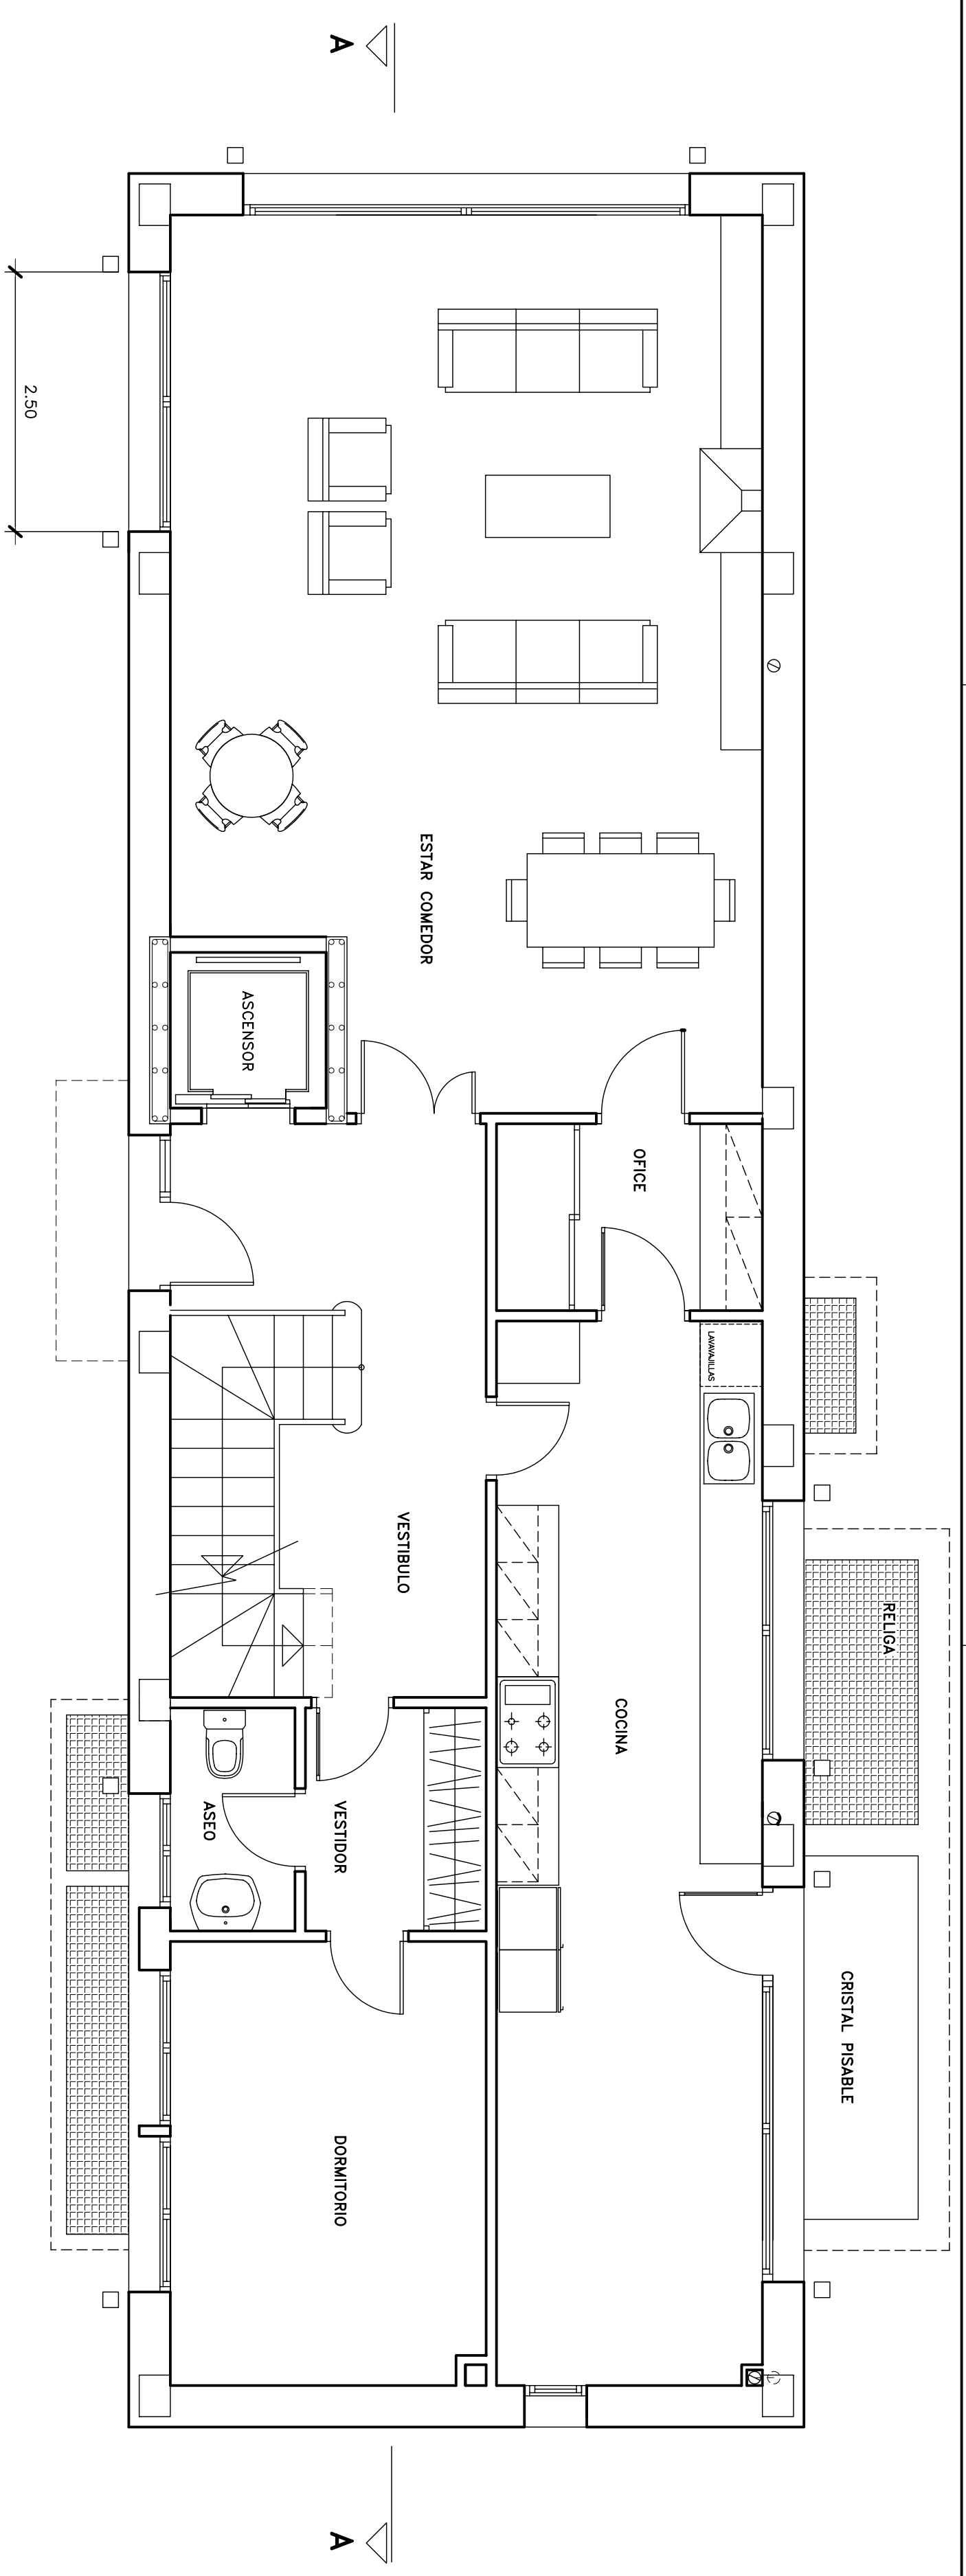 A
2.50
ESTAR COMEDOR
ASCENSOR
OFICE
LAVAVAJILLAS
VESTIBULO
RELIGA
COCINA
ASEO
VESTIDOR
CRISTAL PISABLE
DORMITORIO
A